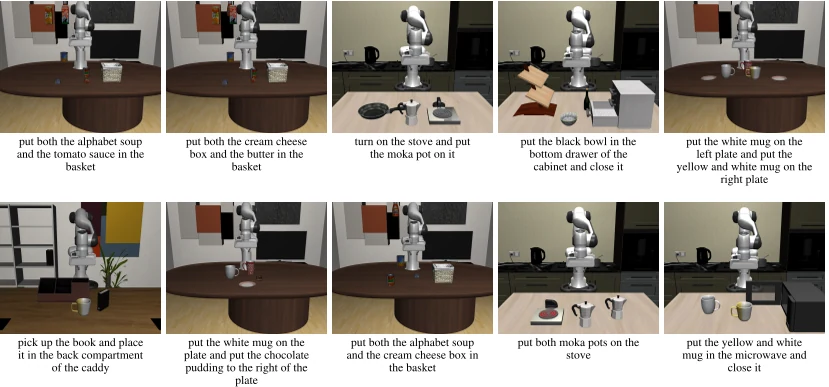 put both the alphabet soup
and the tomato sauce in the
basket
put both the cream cheese
box and the butter in the
basket
turn on the stove and put
the moka pot on it
put the black bowl in the
bottom drawer of the
cabinet and close it
put the white mug on the
left plate and put the
yellow and white mug on the
right plate
pick up the book and place
it in the back compartment
of the caddy
put the white mug on the
plate and put the chocolate
pudding to the right of the
plate
put both the alphabet soup
and the cream cheese box in
the basket
put both moka pots on the
stove
put the yellow and white
mug in the microwave and
close it